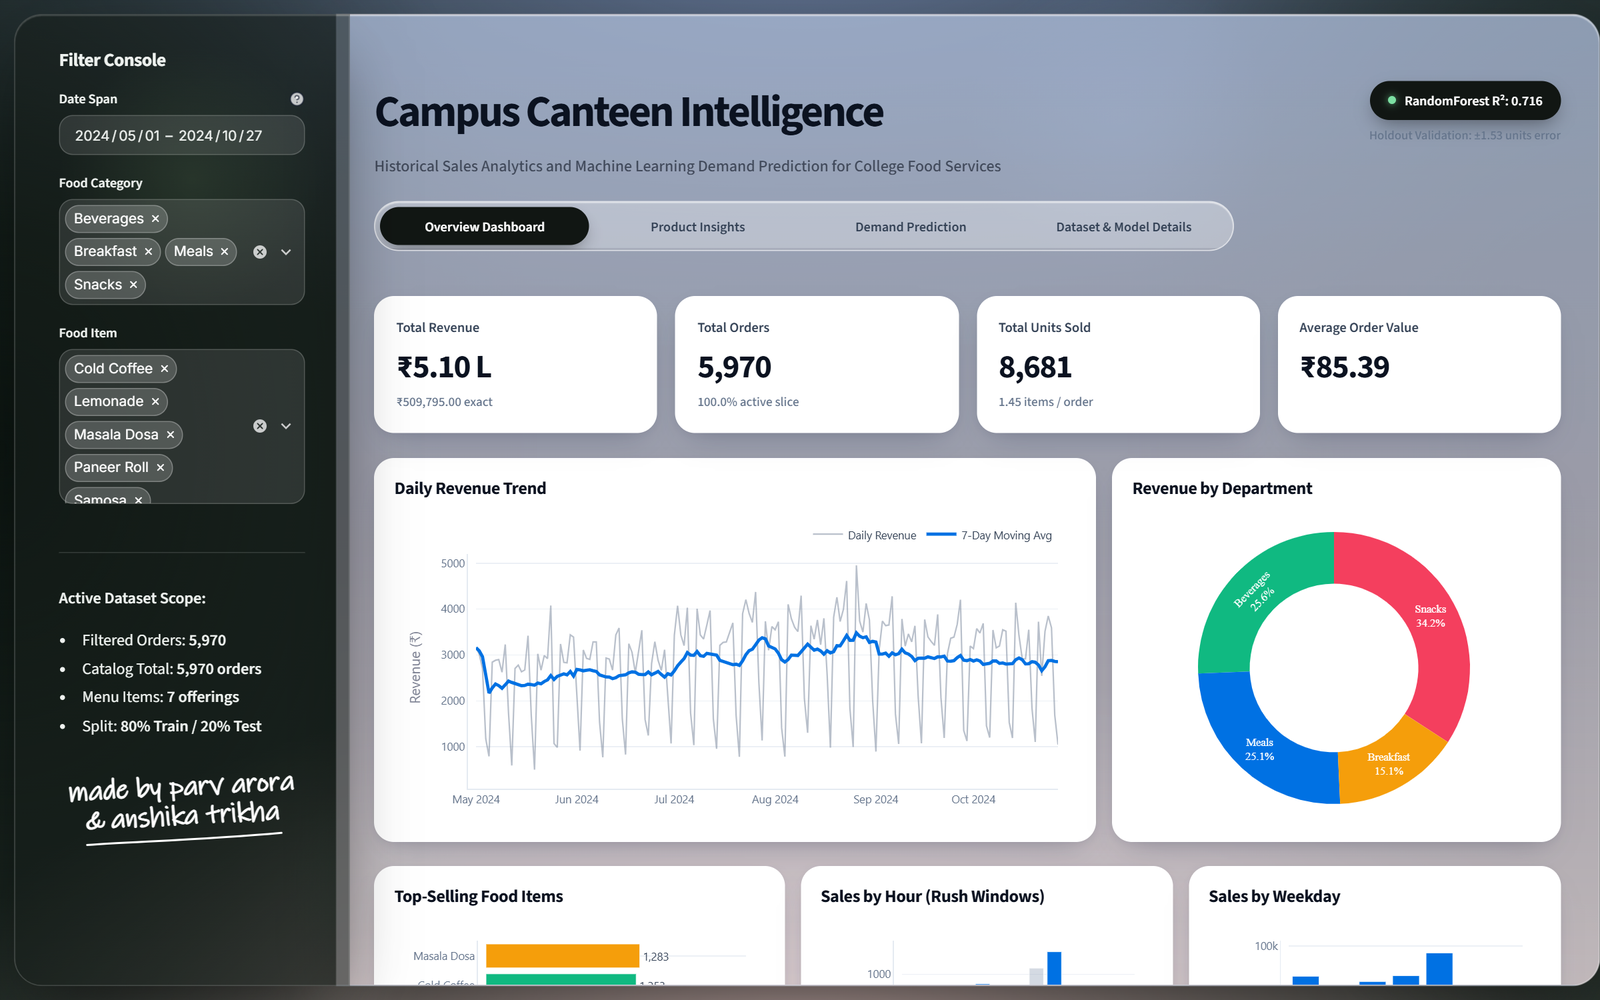 Filter Console
Date Span
?
2024/05/01 – 2024/10/27
Food Category
Beverages ×
Breakfast × Meals ×
Snacks ×
Food Item
Cold Coffee ×
Lemonade ×
Masala Dosa ×
Paneer Roll ×
Samosa ×
Active Dataset Scope:
• Filtered Orders: 5,970
• Catalog Total: 5,970 orders
• Menu Items: 7 offerings
• Split: 80% Train / 20% Test
made by parv arora
& anshika trikha
Campus Canteen Intelligence
Historical Sales Analytics and Machine Learning Demand Prediction for College Food Services
RandomForest R²: 0.716
Holdout Validation: ±1.53 units error
Overview Dashboard
Product Insights
Demand Prediction
Dataset & Model Details
Total Revenue
₹5.10 L
₹509,795.00 exact
Total Orders
5,970
100.0% active slice
Total Units Sold
8,681
1.45 items / order
Average Order Value
₹85.39
Daily Revenue Trend
Daily Revenue
7-Day Moving Avg
Revenue (₹)
5000
4000
3000
2000
1000
May 2024
Jun 2024
Jul 2024
Aug 2024
Sep 2024
Oct 2024
Revenue by Department
Beverages
25.6%
Snacks
34.2%
Meals
25.1%
Breakfast
15.1%
Top-Selling Food Items
Masala Dosa
1,283
Cold Coffee
1,253
Sales by Hour (Rush Windows)
1000
Sales by Weekday
100k